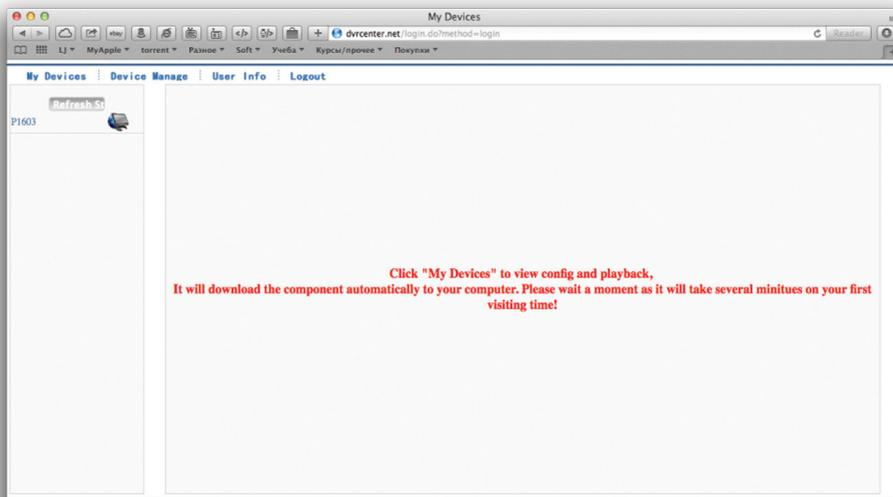 My Devices
ebay
dvrcenter.net/login.do?method=login
Reader
LJ MyApple torrent Разное Soft Учеба Курсы/прочее Покупки
My Devices Device Manage User Info Logout
Refresh St
P1603
Click "My Devices" to view config and playback,
It will download the component automatically to your computer. Please wait a moment as it will take several minitues on your first
visiting time!